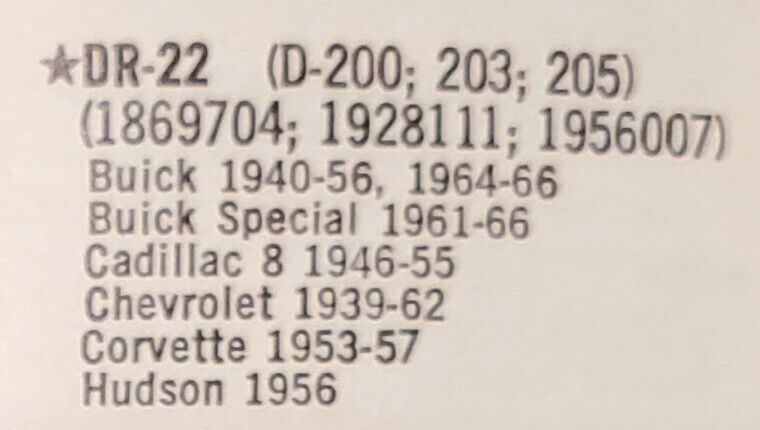 ★DR-22 (D-200; 203; 205)
(1869704; 1928111; 1956007)
Buick 1940-56, 1964-66
Buick Special 1961-66
Cadillac 8 1946-55
Chevrolet 1939-62
Corvette 1953-57
Hudson 1956